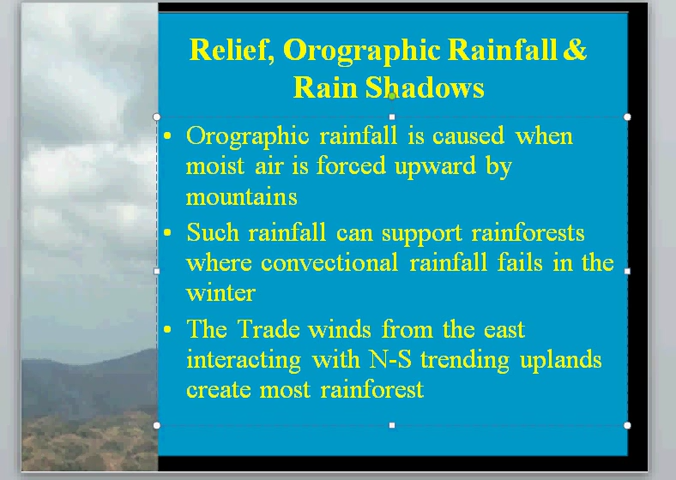 Relief, Orographic Rainfall &
Rain Shadows
• Orographic rainfall is caused when
moist air is forced upward by
mountains
• Such rainfall can support rainforests
where convectional rainfall fails in the
winter
• The Trade winds from the east
interacting with N-S trending uplands
create most rainforest